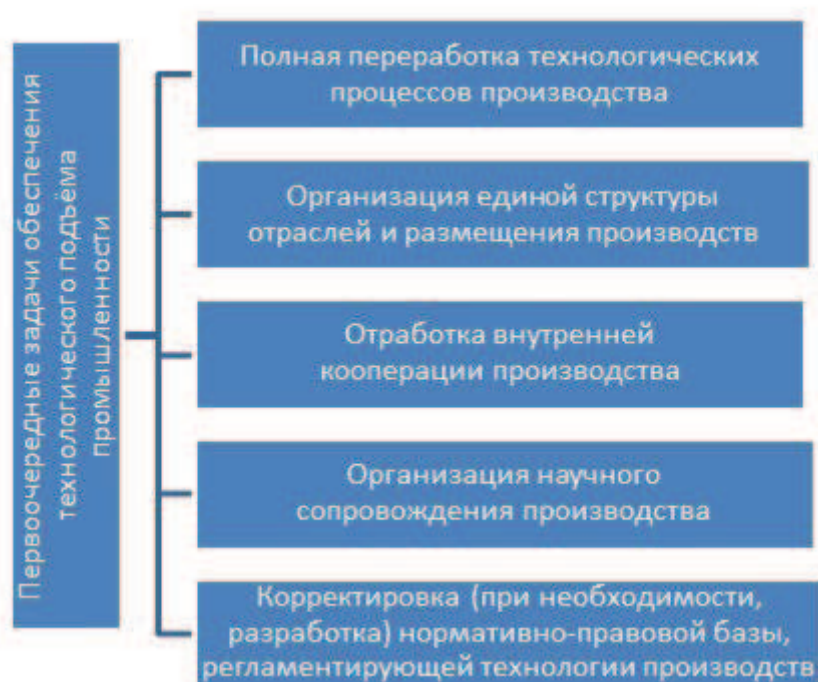 Первоочередные задачи обеспечения
технологического подъёма
промышленности
Полная переработка технологических
процессов производства
Организация единой структуры
отраслей и размещения производств
Отработка внутренней
кооперации производства
Организация научного
сопровождения производства
Корректировка (при необходимости,
разработка) нормативно-правовой базы,
регламентирующей технологии производств